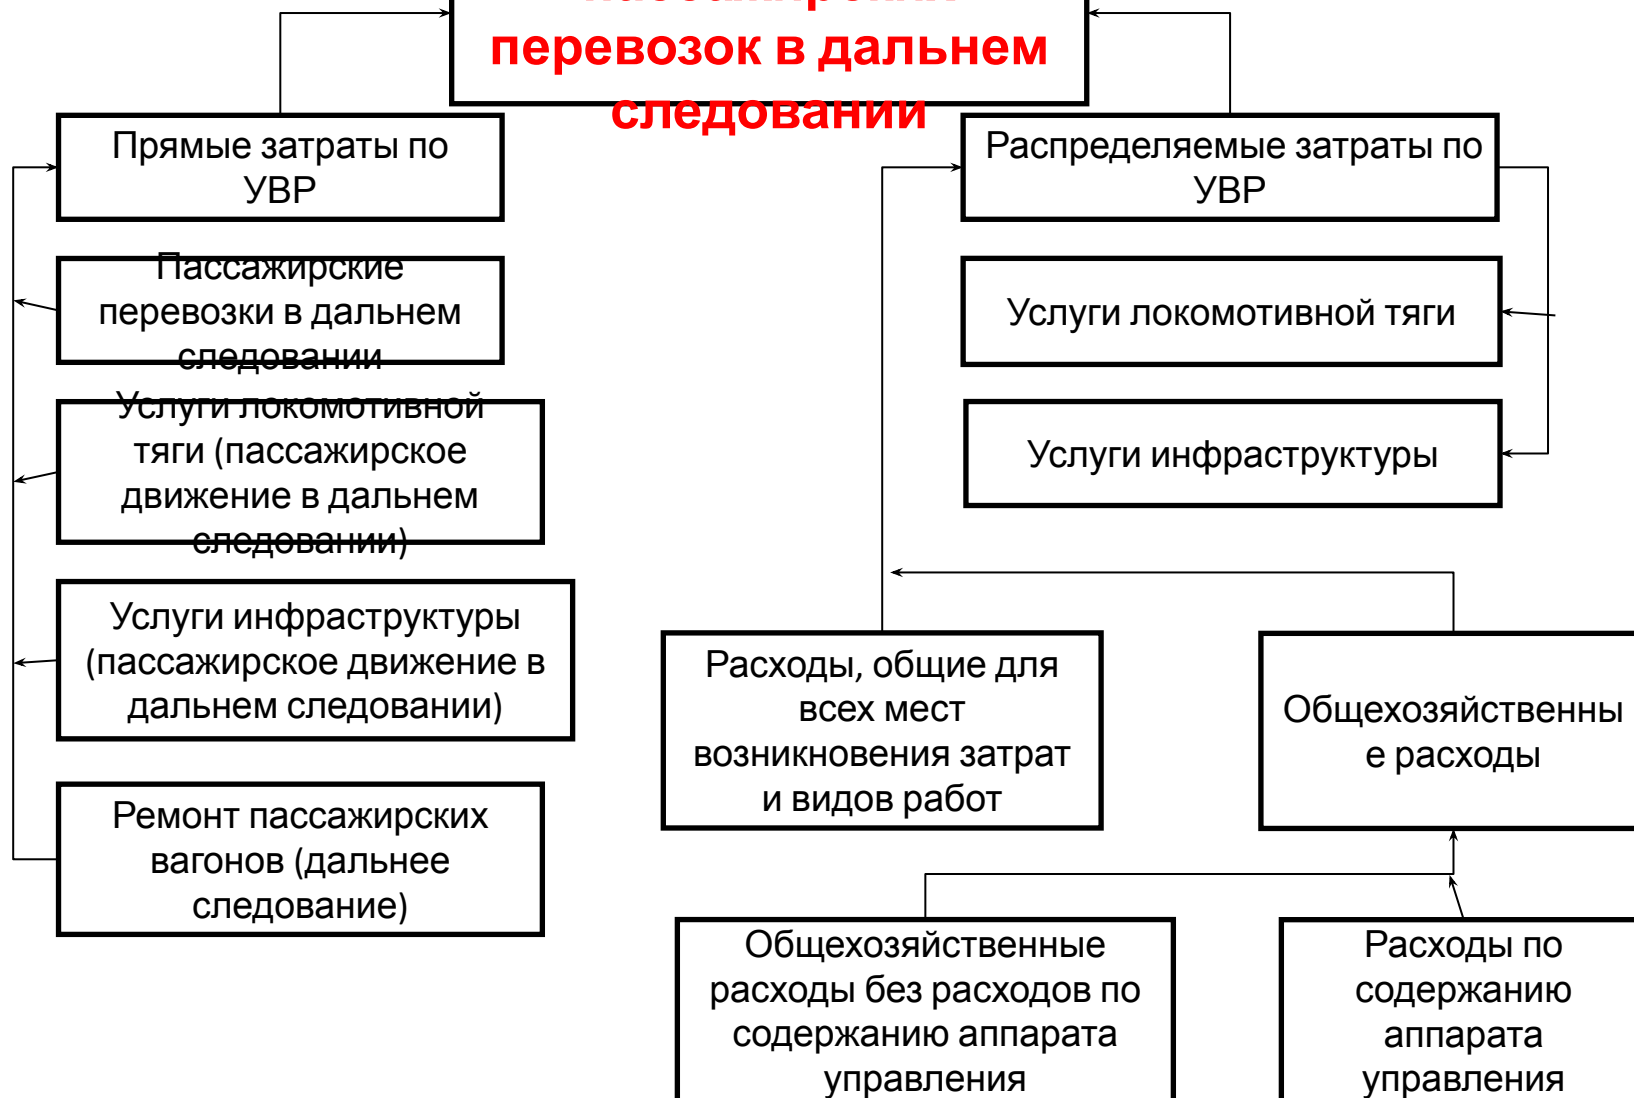 перевозок в дальнем
следовании
Прямые затраты по
УВР
Распределяемые затраты по
УВР
Пассажирские
перевозки в дальнем
следовании
Услуги локомотивной тяги
Услуги локомотивной
тяги (пассажирское
движение в дальнем
следовании)
Услуги инфраструктуры
Услуги инфраструктуры
(пассажирское движение в
дальнем следовании)
Расходы, общие для
всех мест
возникновения затрат
и видов работ
Общехозяйственны
е расходы
Ремонт пассажирских
вагонов (дальнее
следование)
Общехозяйственные
расходы без расходов по
содержанию аппарата
управления
Расходы по
содержанию
аппарата
управления